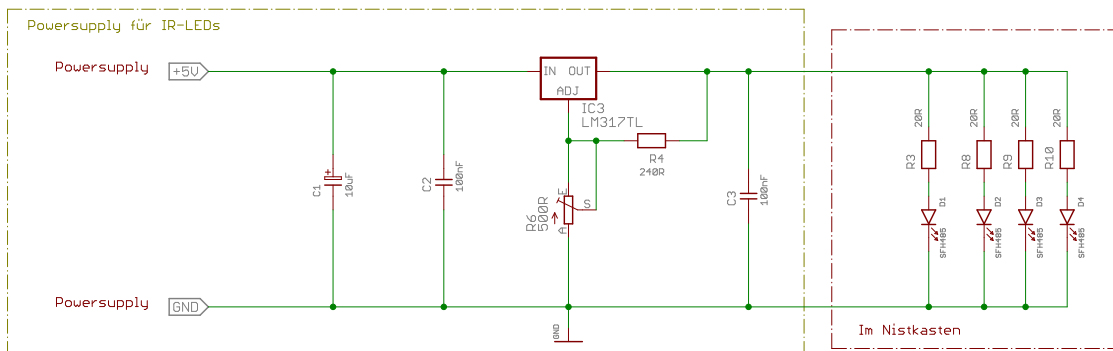 Powersupply für IR-LEDs
Powersupply
+5V
IN OUT
ADJ
IC3
LM317TL
R4
240R
C1
+
10uF
C2
100nF
R6
500R
E
S
A
C3
100nF
R3
20R
R8
20R
R9
20R
R10
20R
D1
SFH485
D2
SFH485
D3
SFH485
D4
SFH485
Powersupply
GND
GND
Im Nistkasten